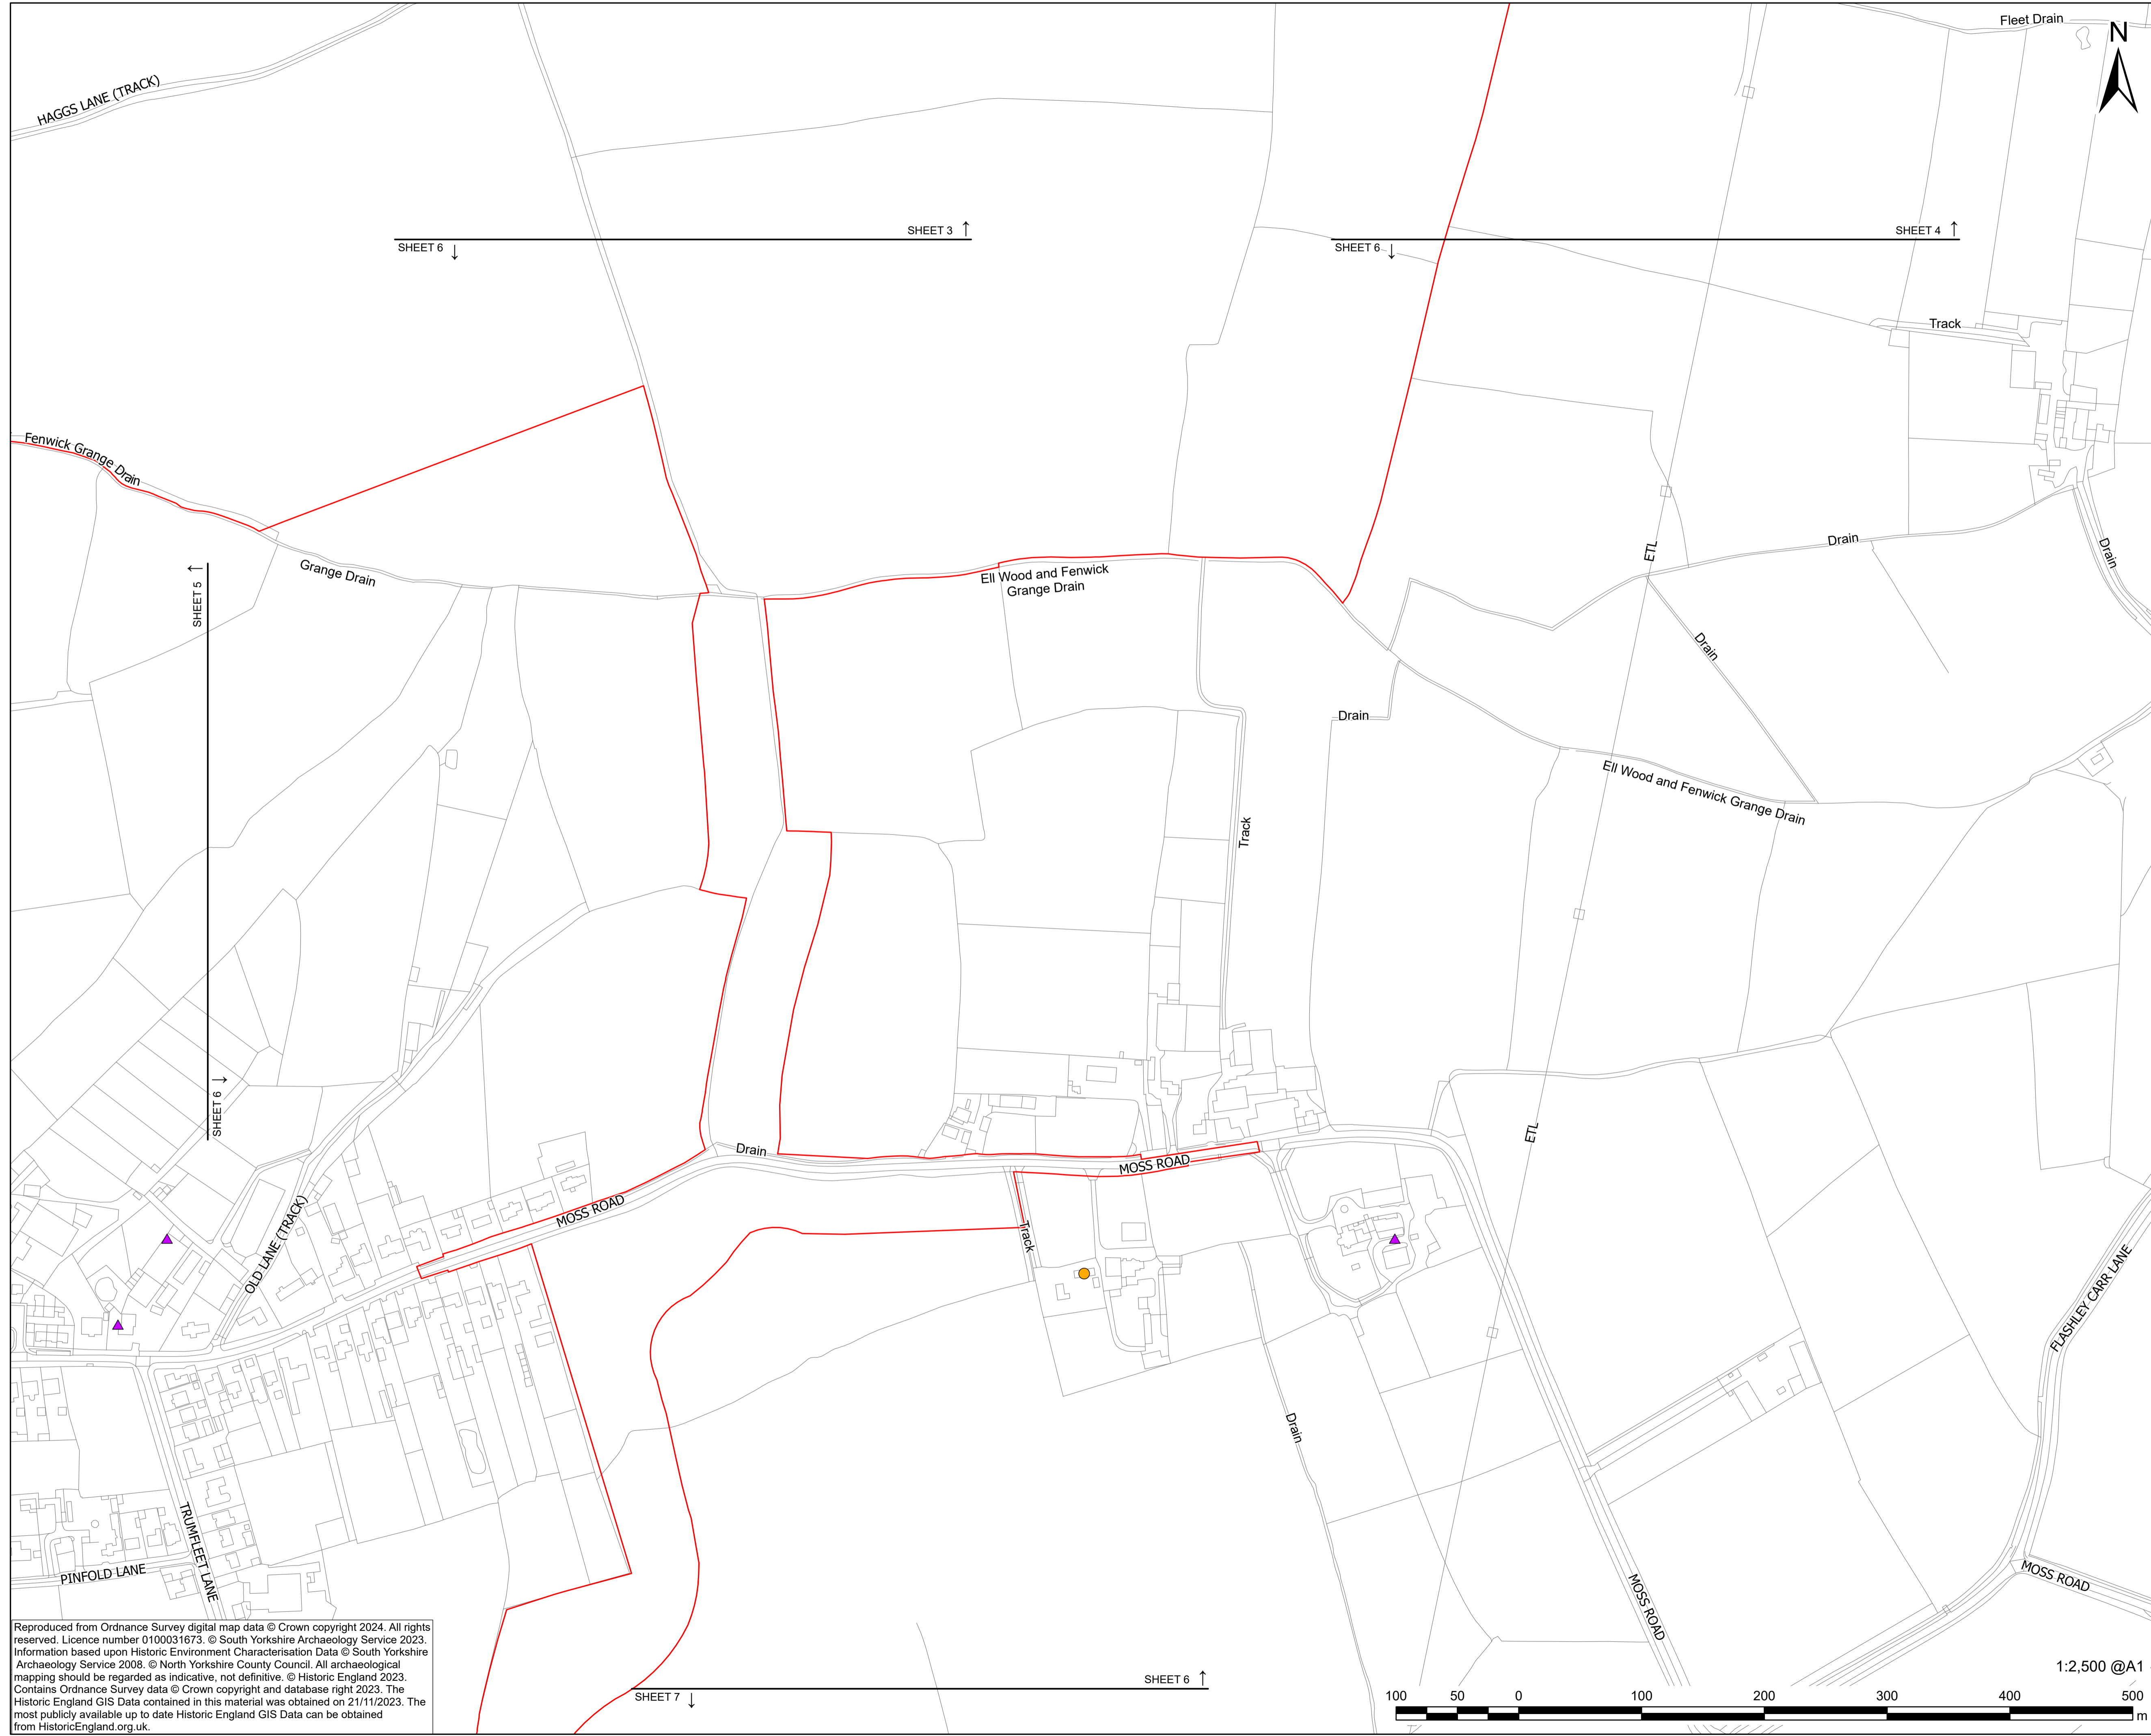 Fleet Drain
N
HAGGS LANE (TRACK)
SHEET 3 ↑
SHEET 6 ↓
SHEET 4 ↑
SHEET 6 ↓
Track
Fenwick Grange Drain
Grange Drain
SHEET 5 ↑
SHEET 6 ↓
Ell Wood and Fenwick
Grange Drain
ETL
Drain
Drain
Drain
Drain
Ell Wood and Fenwick Grange Drain
Track
Drain
MOSS ROAD
MOSS ROAD
ETL
OLD LANE (TRACK)
Track
FLASHLEY CARR LANE
Drain
TRUMFLEET LANE
PINFOLD LANE
MOSS ROAD
MOSS ROAD
Reproduced from Ordnance Survey digital map data © Crown copyright 2024. All rights
reserved. Licence number 0100031673. © South Yorkshire Archaeology Service 2023.
Information based upon Historic Environment Characterisation Data © South Yorkshire
Archaeology Service 2008. © North Yorkshire County Council. All archaeological
mapping should be regarded as indicative, not definitive. © Historic England 2023.
Contains Ordnance Survey data © Crown copyright and database right 2023. The
Historic England GIS Data contained in this material was obtained on 21/11/2023. The
most publicly available up to date Historic England GIS Data can be obtained
from HistoricEngland.org.uk.
SHEET 6 ↑
SHEET 7 ↓
1:2,500 @A1
100 50 0 100 200 300 400 500
m